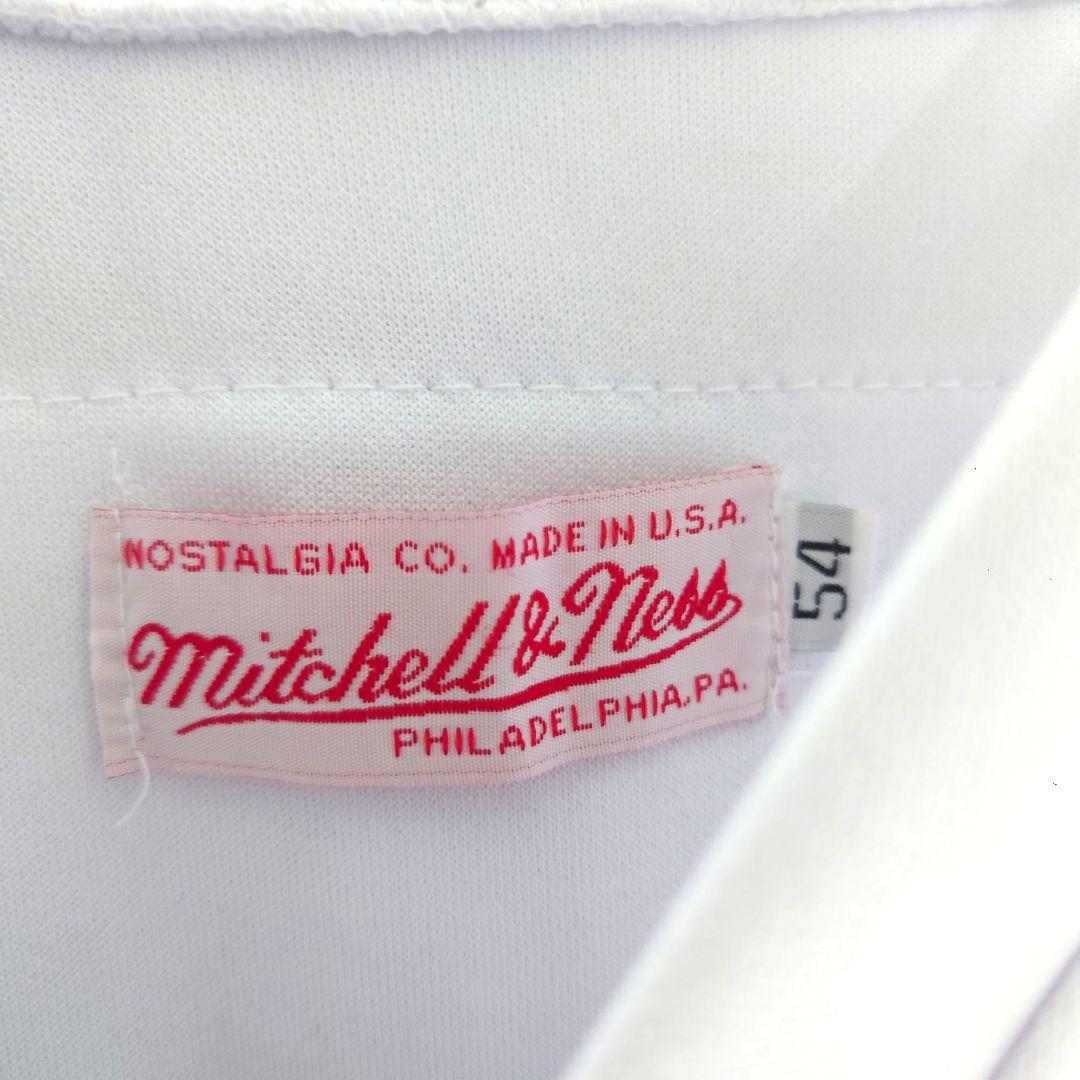 NOSTALGIA CO. MADE IN U.S.A.
Mitchell & Ness
PHILADELPHIA, PA.
54